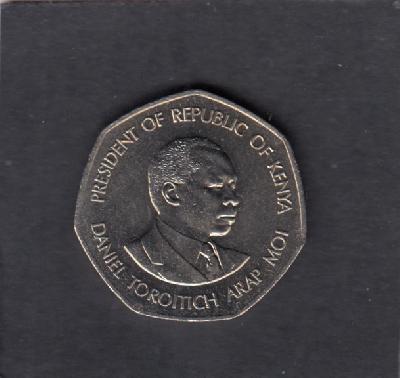 PRESIDENT OF REPUBLIC OF KENYA
DANIEL TOROITICH ARAP MOI